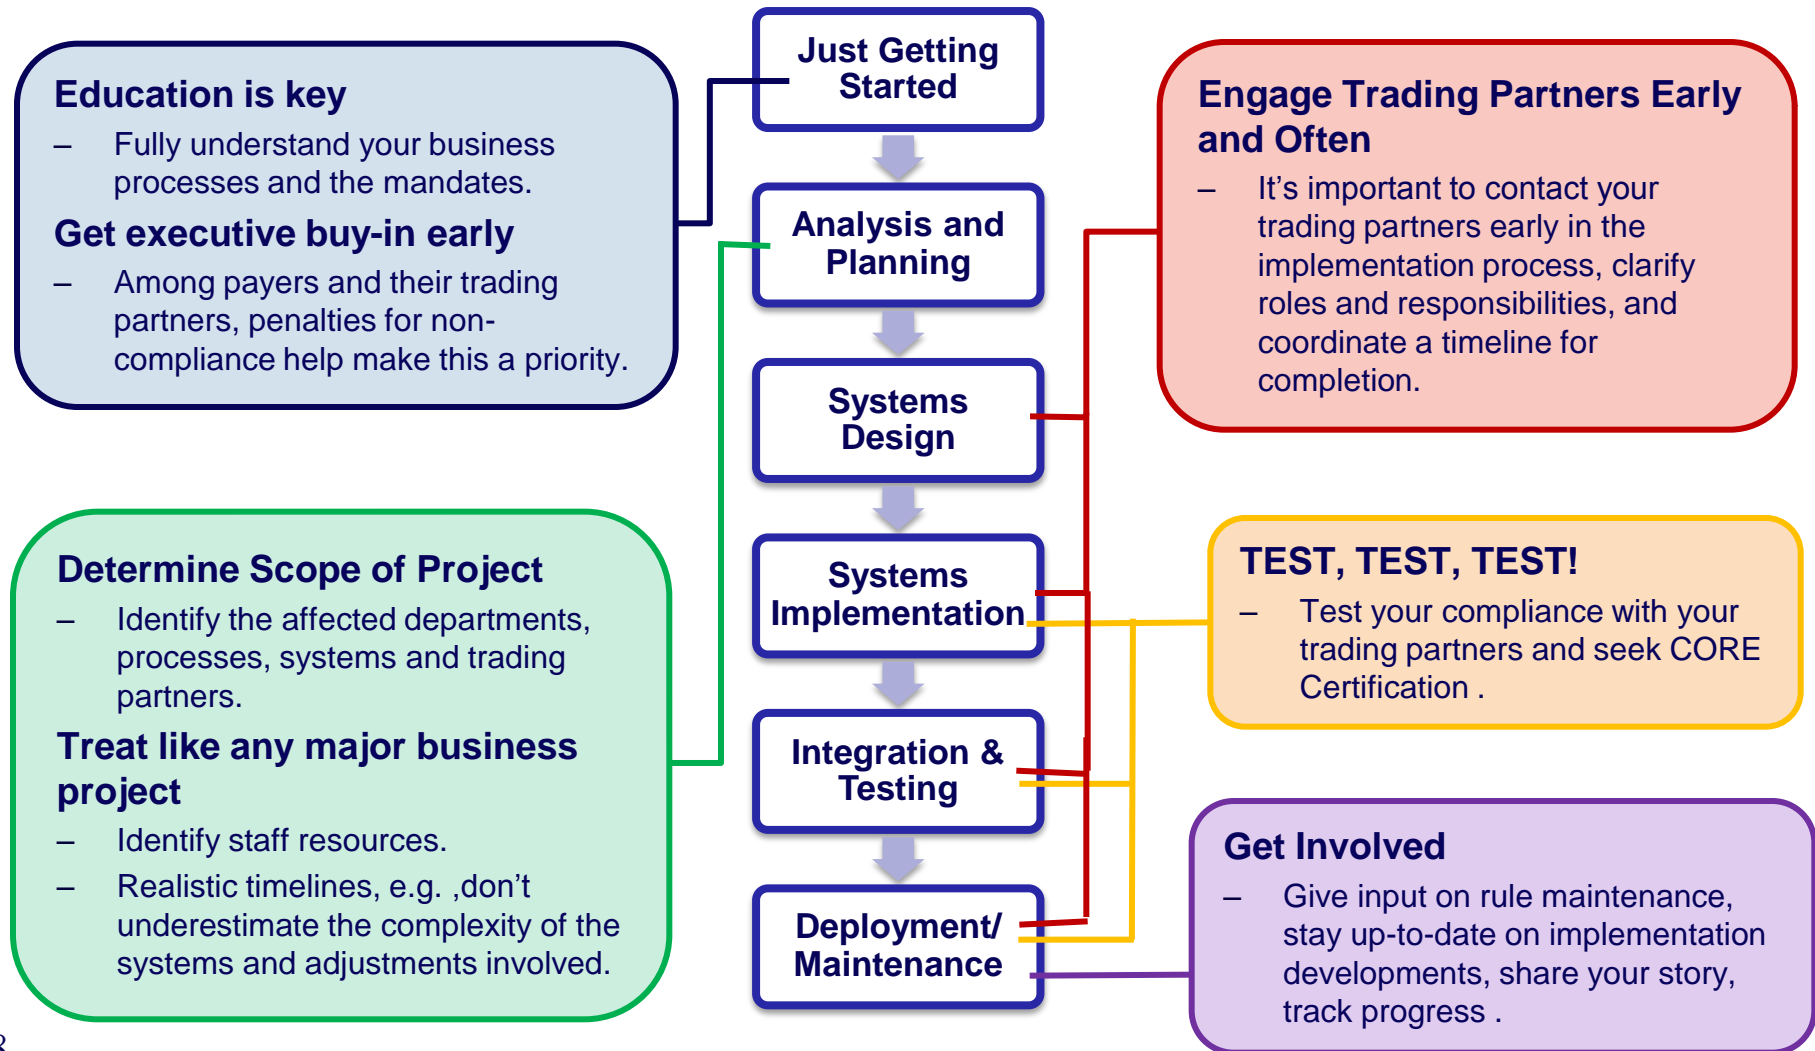 Just Getting
Started
Education is key
– Fully understand your business
processes and the mandates.
Get executive buy-in early
– Among payers and their trading
partners, penalties for non-
compliance help make this a priority.
Engage Trading Partners Early
and Often
– It’s important to contact your
trading partners early in the
implementation process, clarify
roles and responsibilities, and
coordinate a timeline for
completion.
Analysis and
Planning
Systems
Design
Determine Scope of Project
– Identify the affected departments,
processes, systems and trading
partners.
Treat like any major business
project
– Identify staff resources.
– Realistic timelines, e.g. ,don’t
underestimate the complexity of the
systems and adjustments involved.
Systems
Implementation
TEST, TEST, TEST!
– Test your compliance with your
trading partners and seek CORE
Certification .
Integration &
Testing
Deployment/
Maintenance
Get Involved
– Give input on rule maintenance,
stay up-to-date on implementation
developments, share your story,
track progress .